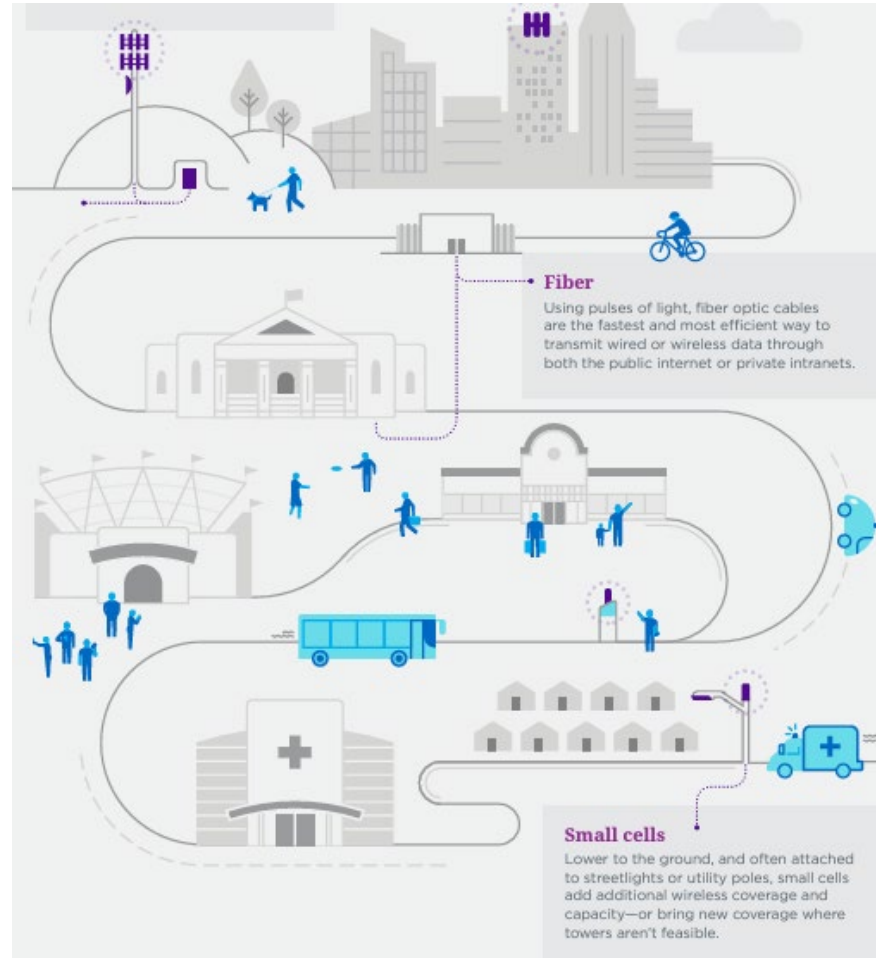 Fiber
Using pulses of light, fiber optic cables
are the fastest and most efficient way to
transmit wired or wireless data through
both the public internet or private intranets.
Small cells
Lower to the ground, and often attached
to streetlights or utility poles, small cells
add additional wireless coverage and
capacity—or bring new coverage where
towers aren't feasible.